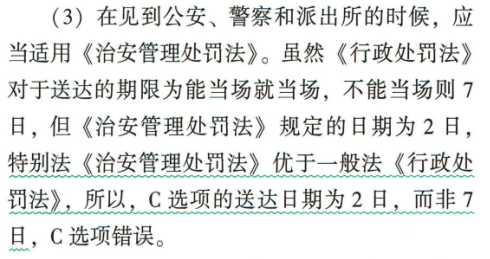 (3) 在见到公安、警察和派出所的时候，应
当适用《治安管理处罚法》。虽然《行政处罚法》
对于送达的期限为能当场就当场，不能当场则 7
日，但《治安管理处罚法》规定的日期为 2 日，
特别法《治安管理处罚法》优于一般法《行政处
罚法》，所以，C 选项的送达日期为 2 日，而非 7
日，C 选项错误。